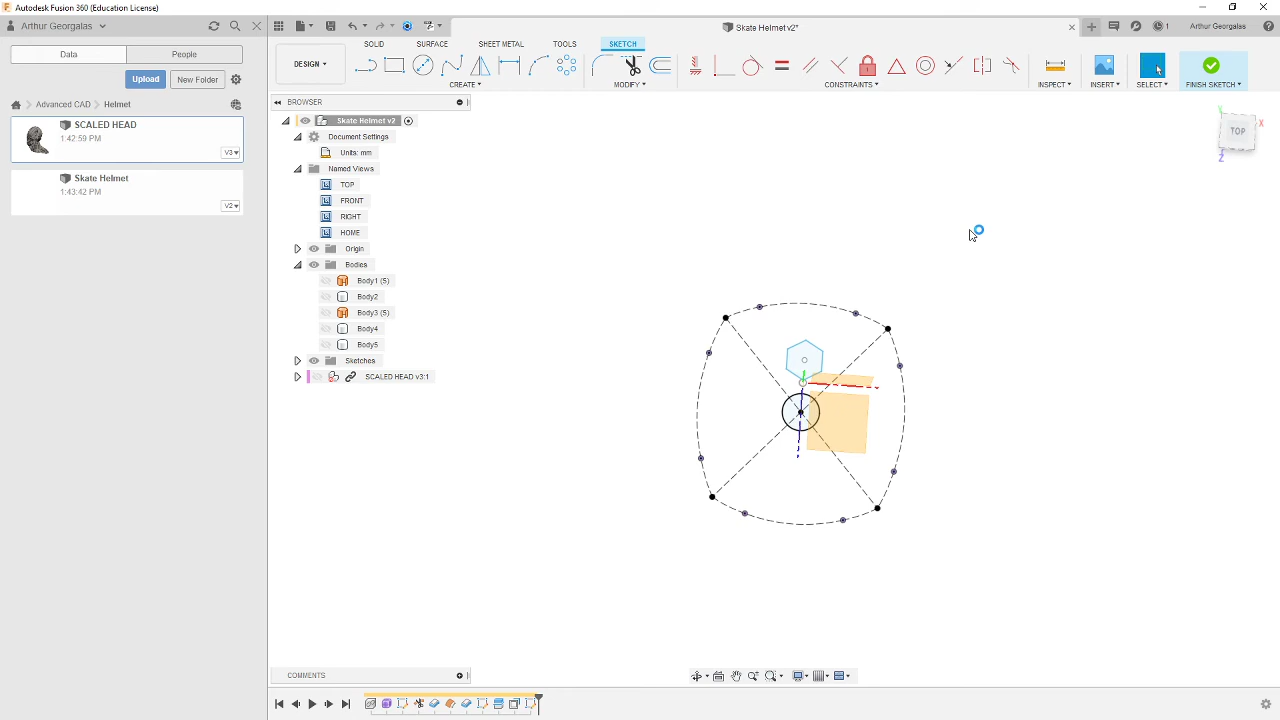 Autodesk Fusion 360 (Education License)
Arthur Georgalas
Skate Helmet v2*
1
Arthur Georgalas
Data
People
SOLID
SURFACE
SHEET METAL
TOOLS
SKETCH
DESIGN
Upload
New Folder
CREATE
MODIFY
CONSTRAINTS
INSPECT
INSERT
SELECT
FINISH SKETCH
Advanced CAD
Helmet
BROWSER
SCALED HEAD
1:42:59 PM
V3
Skate Helmet
1:43:42 PM
V2
Skate Helmet v2
Document Settings
Units: mm
Named Views
TOP
FRONT
RIGHT
HOME
Origin
Bodies
Body1 (5)
Body2
Body3 (5)
Body4
Body5
Sketches
SCALED HEAD v3:1
Y
TOP
X
Z
COMMENTS